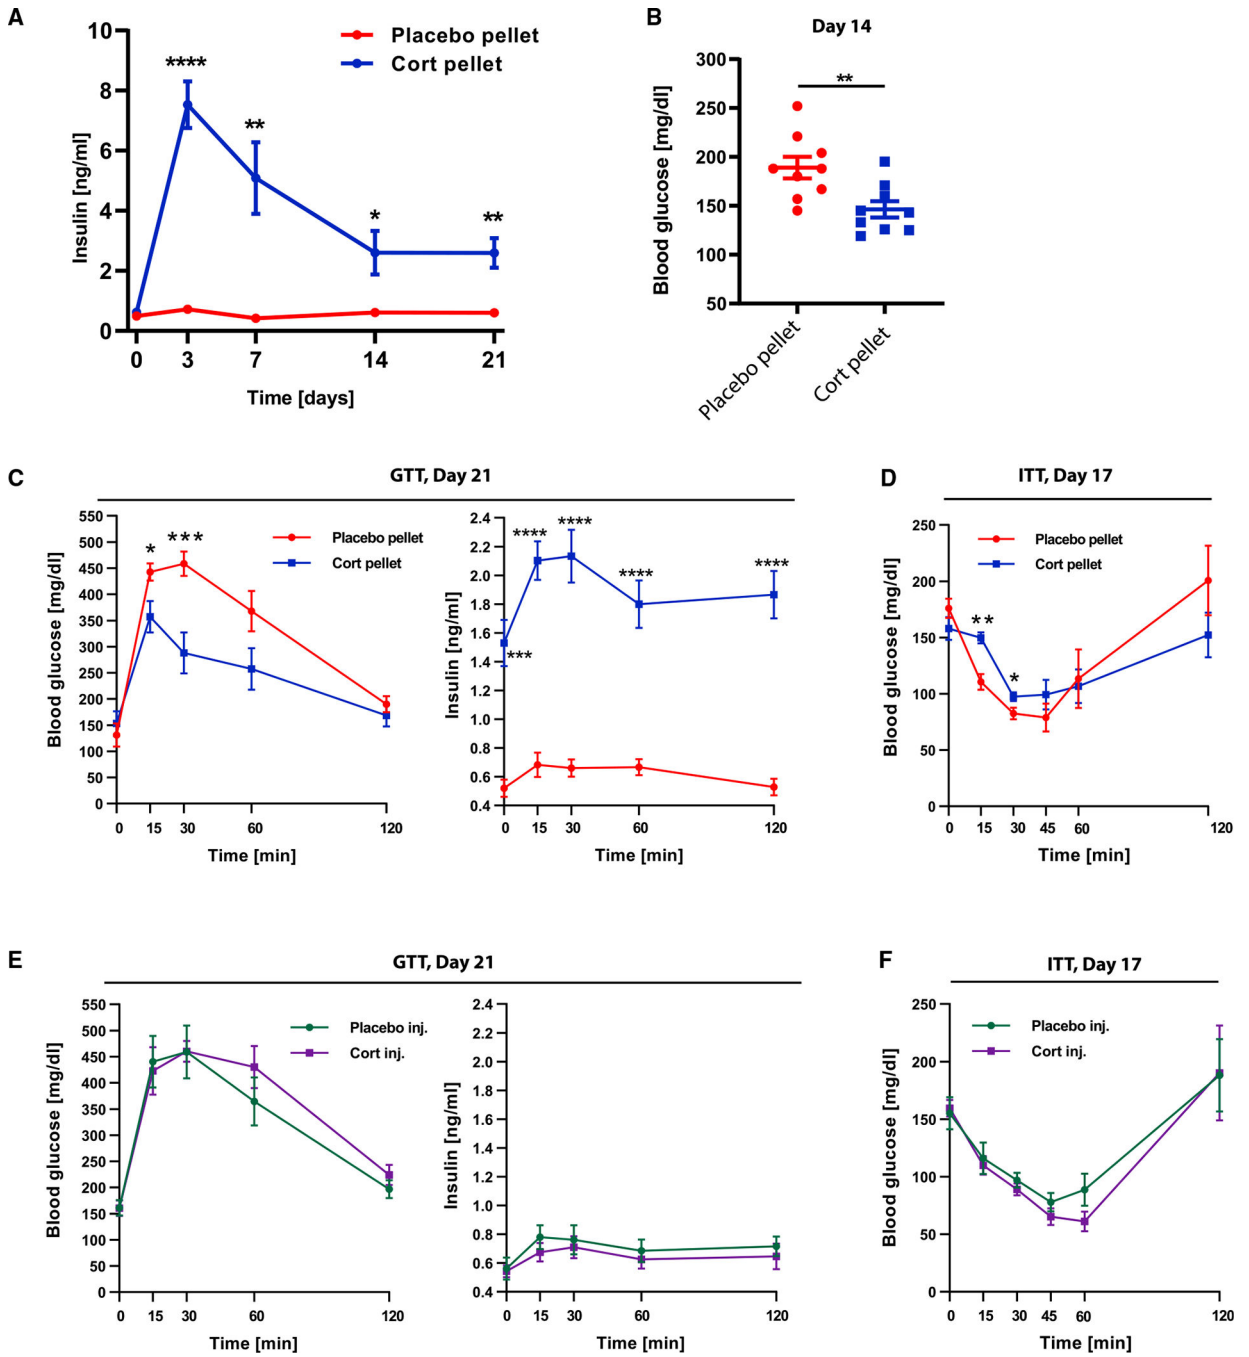 A
Placebo pellet
Cort pellet
Insulin [ng/ml]
10
8
6
4
2
0
****
**
*
**
0 3 7 14 21
Time [days]
B
Day 14
Blood glucose [mg/dl]
300
250
200
150
100
50
**
Placebo pellet
Cort pellet
C
GTT, Day 21
Blood glucose [mg/dl]
550
500
450
400
350
300
250
200
150
100
50
0
*
***
Placebo pellet
Cort pellet
0 15 30 60 120
Time [min]
Insulin [ng/ml]
2.4
2.2
2.0
1.8
1.6
1.4
1.2
1.0
0.8
0.6
0.4
****
****
****
****
***
0 15 30 60 120
Time [min]
D
ITT, Day 17
Blood glucose [mg/dl]
250
200
150
100
50
0
Placebo pellet
Cort pellet
**
*
0 15 30 45 60 120
Time [min]
E
GTT, Day 21
Blood glucose [mg/dl]
550
500
450
400
350
300
250
200
150
100
50
0
Placebo inj.
Cort inj.
0 15 30 60 120
Time [min]
Insulin [ng/ml]
2.4
2.2
2.0
1.8
1.6
1.4
1.2
1.0
0.8
0.6
0.4
0 15 30 60 120
Time [min]
F
ITT, Day 17
Blood glucose [mg/dl]
250
200
150
100
50
0
Placebo inj.
Cort inj.
0 15 30 45 60 120
Time [min]